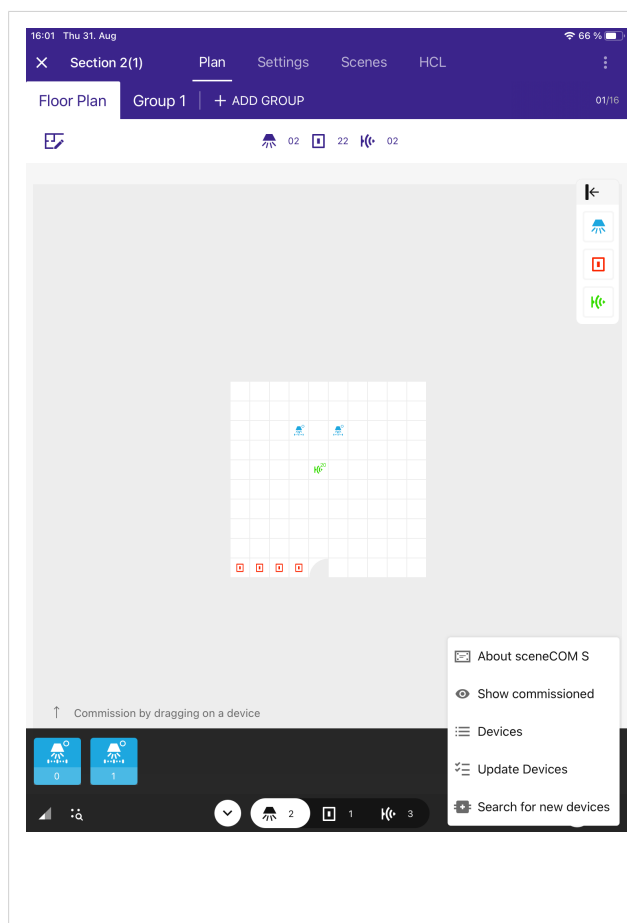 16:01 Thu 31. Aug 66 %
Section 2(1) Plan Settings Scenes HCL
Floor Plan Group 1 + ADD GROUP 01/16
02 22 02
20
About sceneCOM S
Show commissioned
Commission by dragging on a device
Devices
Update Devices
0 1
Search for new devices
2 1 3